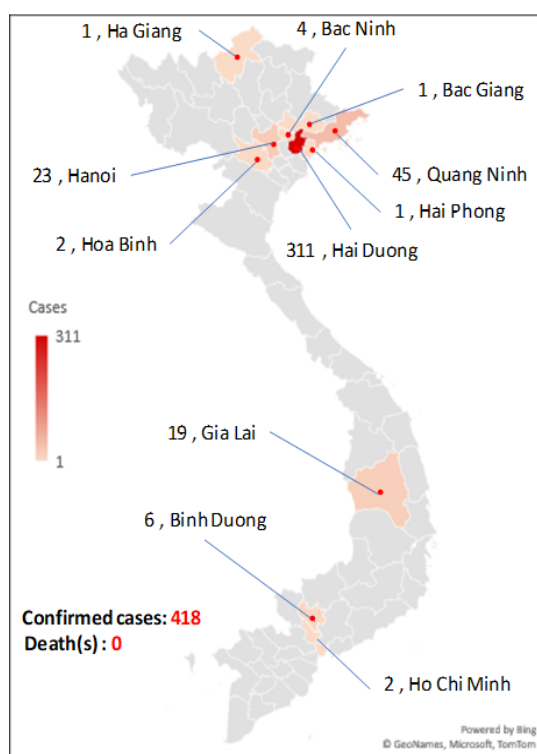 4 , Bac Ninh
1 , Ha Giang
1 , Bac Giang
23 , Hanoi
45 , Quang Ninh
1 , Hai Phong
2 , Hoa Binh
311 , Hai Duong
Cases
311
1
19 , Gia Lai
6 , Binh Duong
Confirmed cases: 418
Death(s) : 0
2 , Ho Chi Minh
Powered by Bing
© GeoNames, Microsoft, TomTom